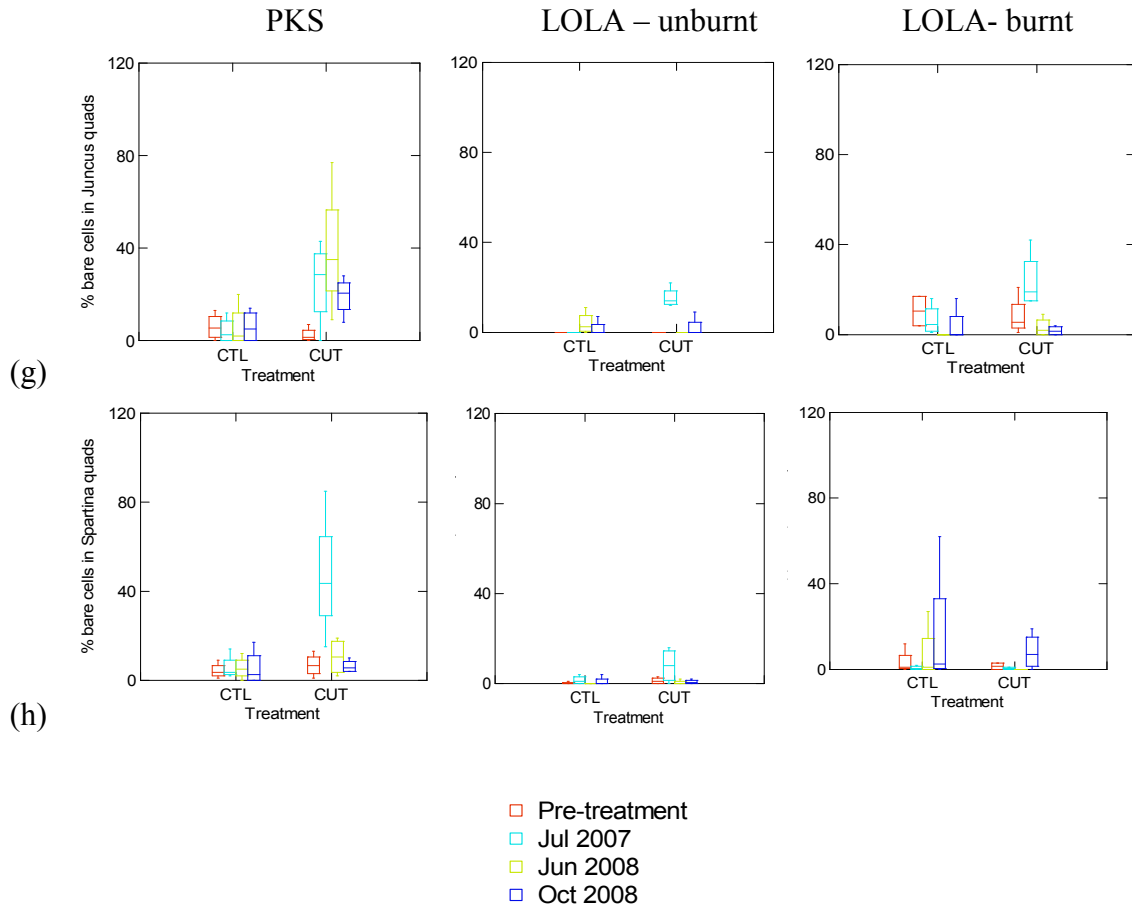 PKS LOLA – unburnt LOLA- burnt
120 120 120
80 80 80
40 40 40
0 0 0
% bare cells in Juncus quads
CTL CUT CTL CUT CTL CUT
Treatment Treatment Treatment
(g)
120 120 120
80 80 80
40 40 40
0 0 0
% bare cells in Spartina quads
CTL CUT CTL CUT CTL CUT
Treatment Treatment Treatment
(h)
Pre-treatment
Jul 2007
Jun 2008
Oct 2008